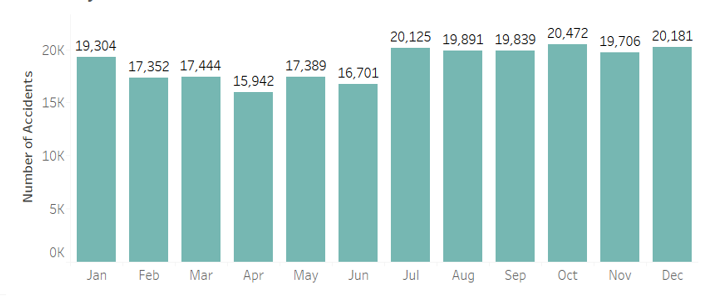 Number of Accidents
20K
15K
10K
5K
0K
19,304
17,352
17,444
15,942
17,389
16,701
20,125
19,891
19,839
20,472
19,706
20,181
Jan
Feb
Mar
Apr
May
Jun
Jul
Aug
Sep
Oct
Nov
Dec